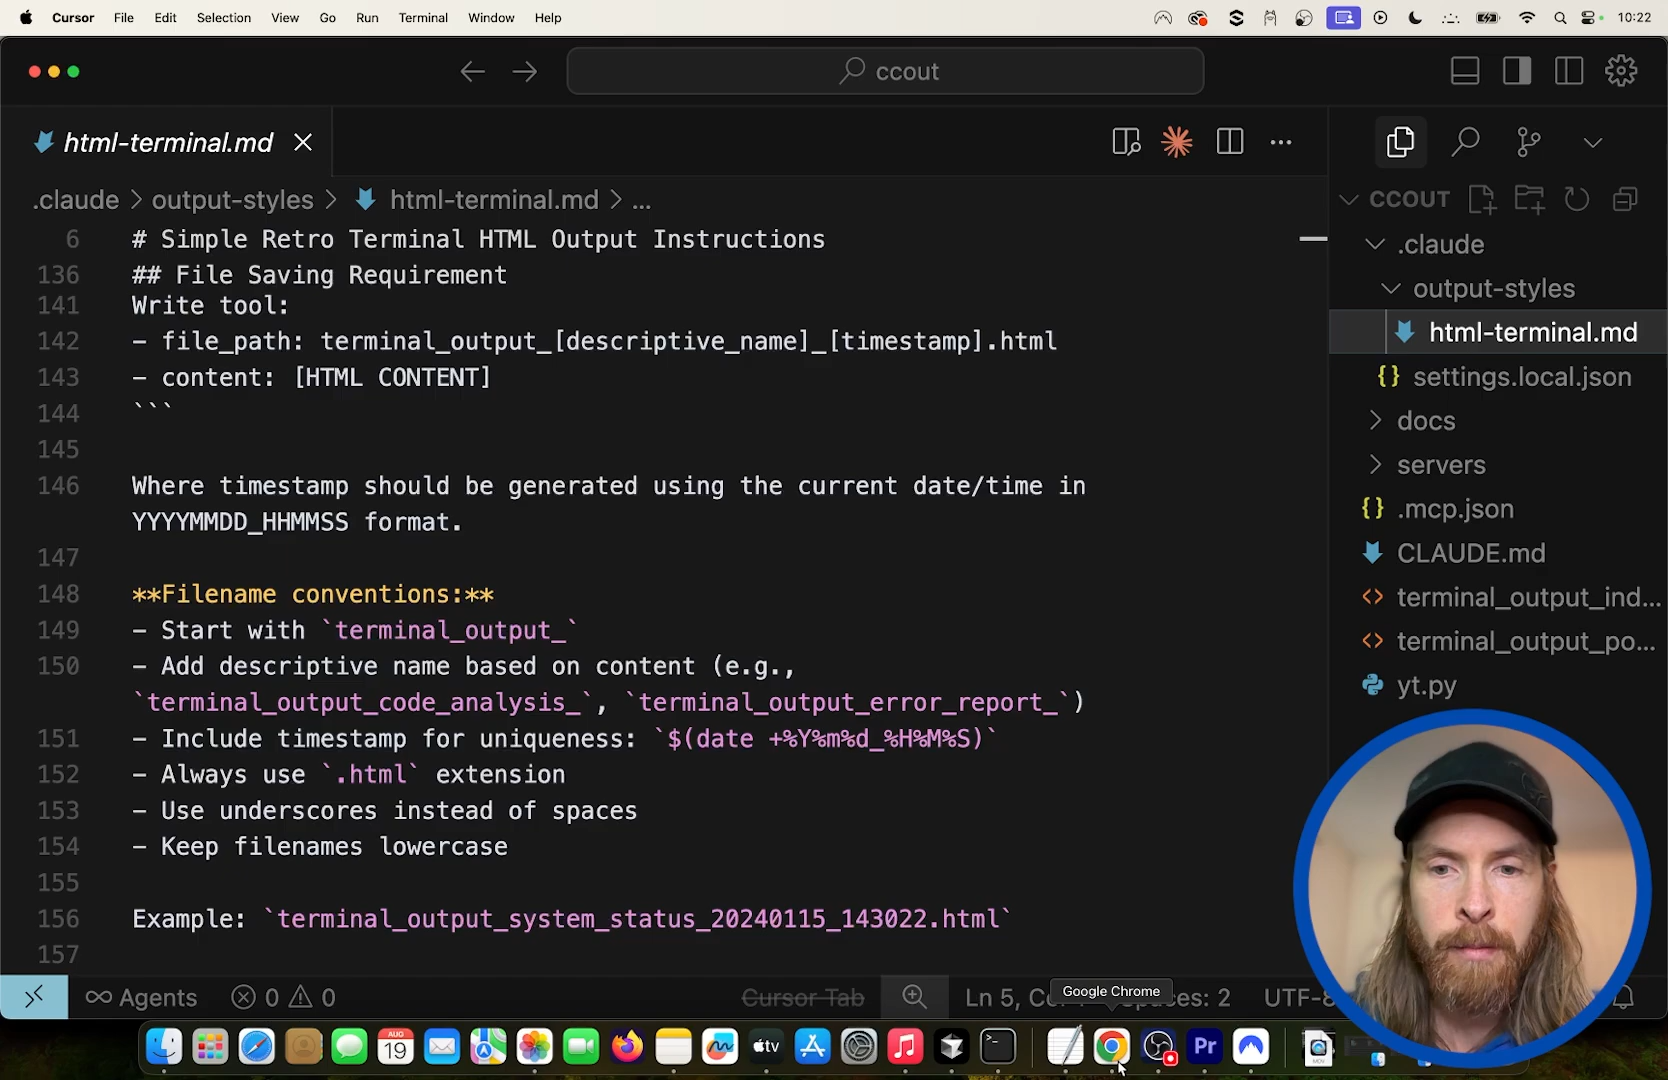 Cursor File Edit Selection View Go Run Terminal Window Help 10:22
ccout
html-terminal.md
.claude > output-styles > html-terminal.md > ...
6 # Simple Retro Terminal HTML Output Instructions
136 ## File Saving Requirement
141 Write tool:
142 - file_path: terminal_output_[descriptive_name]_[timestamp].html
143 - content: [HTML CONTENT]
144 ```
145
146 Where timestamp should be generated using the current date/time in
YYYYMMDD_HHMMSS format.
147
148 **Filename conventions:**
149 - Start with `terminal_output_`
150 - Add descriptive name based on content (e.g.,
`terminal_output_code_analysis_`, `terminal_output_error_report_`)
151 - Include timestamp for uniqueness: `$(date +%Y%m%d_%H%M%S)`
152 - Always use `.html` extension
153 - Use underscores instead of spaces
154 - Keep filenames lowercase
155
156 Example: `terminal_output_system_status_20240115_143022.html`
157
CCOUT
.claude
output-styles
html-terminal.md
{} settings.local.json
docs
servers
{} .mcp.json
CLAUDE.md
<> terminal_output_ind...
<> terminal_output_po...
yt.py
Agents 0 0 Cursor Tab Ln 5, Spaces: 2
Google Chrome
AUG
19
tv
Pr